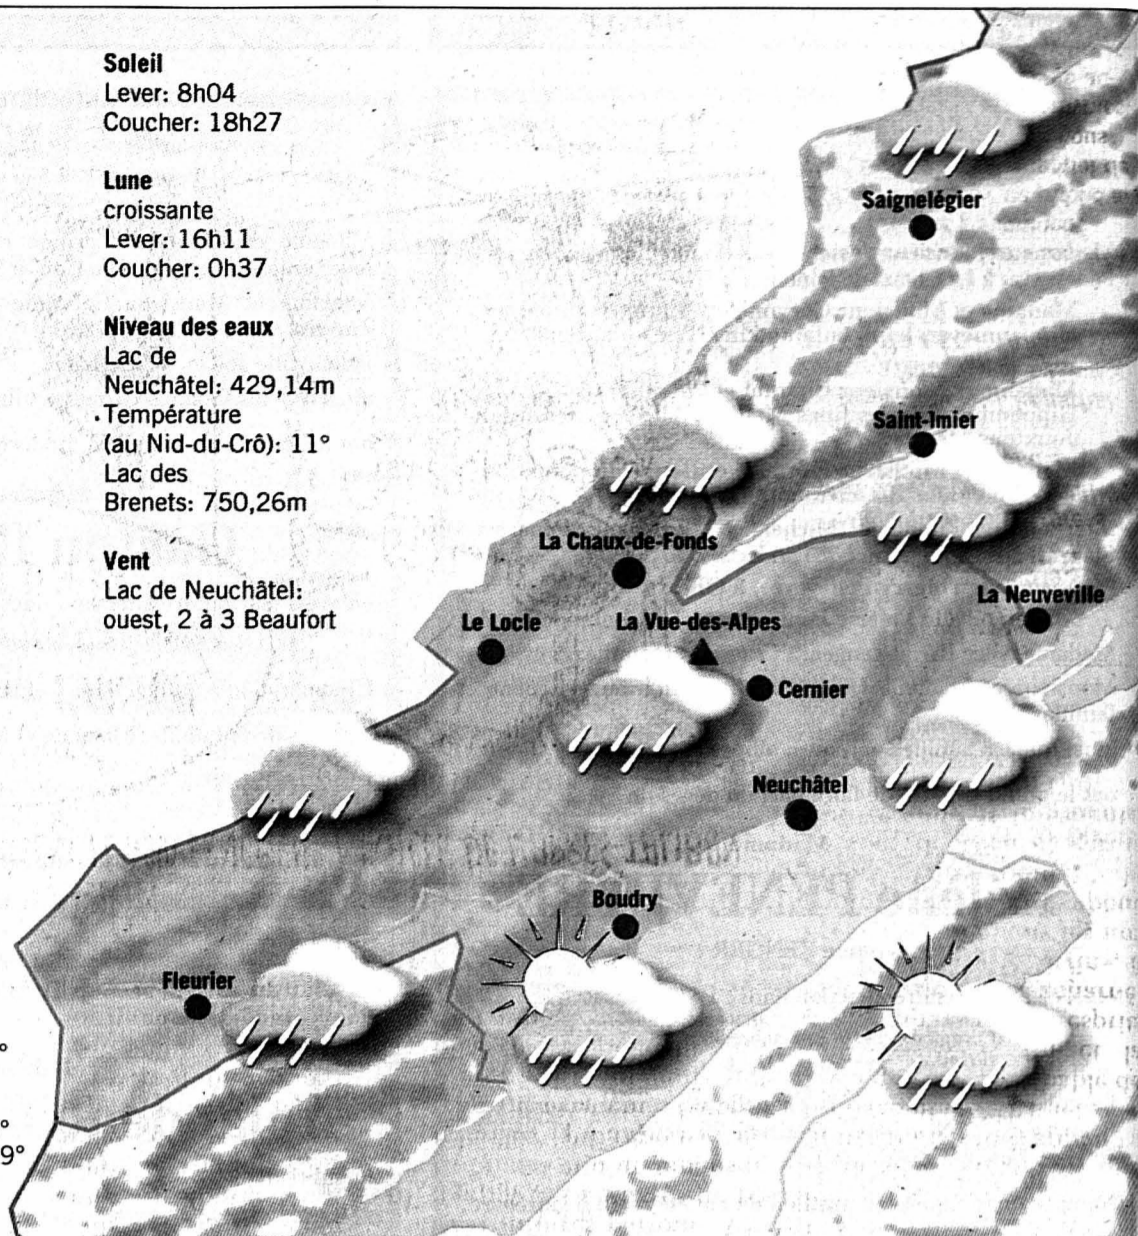 Soleil
Lever: 8h04
Coucher: 18h27
Lune
croissante
Lever: 16h11
Coucher: 0h37
Niveau des eaux
Lac de
Neuchâtel: 429,14m
Température
(au Nid-du-Crô): 11°
Lac des
Brenets: 750,26m
Vent
Lac de Neuchâtel:
ouest, 2 à 3 Beaufort
Saignelégier
Saint-Imier
La Chaux-de-Fonds
La Neuveville
Le Locle
La Vue-des-Alpes
Cernier
Neuchâtel
Boudry
Fleurier
°
°
9°